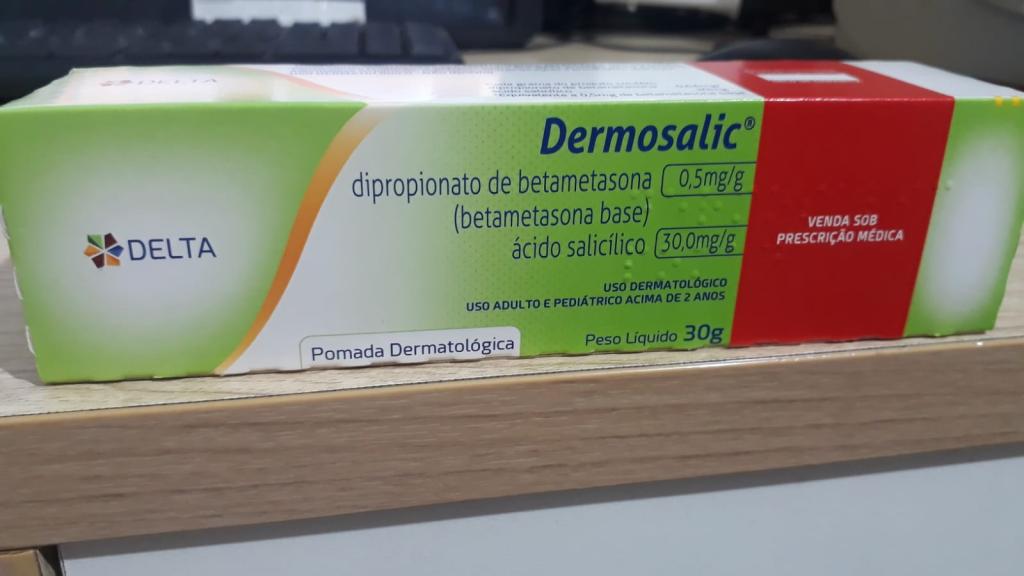 DELTA
Dermosalic®
dipropionato de betametasona 0,5mg/g
(betametasona base)
ácido salicílico 30,0mg/g
USO DERMATOLÓGICO
USO ADULTO E PEDIÁTRICO ACIMA DE 2 ANOS
Pomada Dermatológica
Peso Líquido 30g
VENDA SOB
PRESCRIÇÃO MÉDICA
DELTA